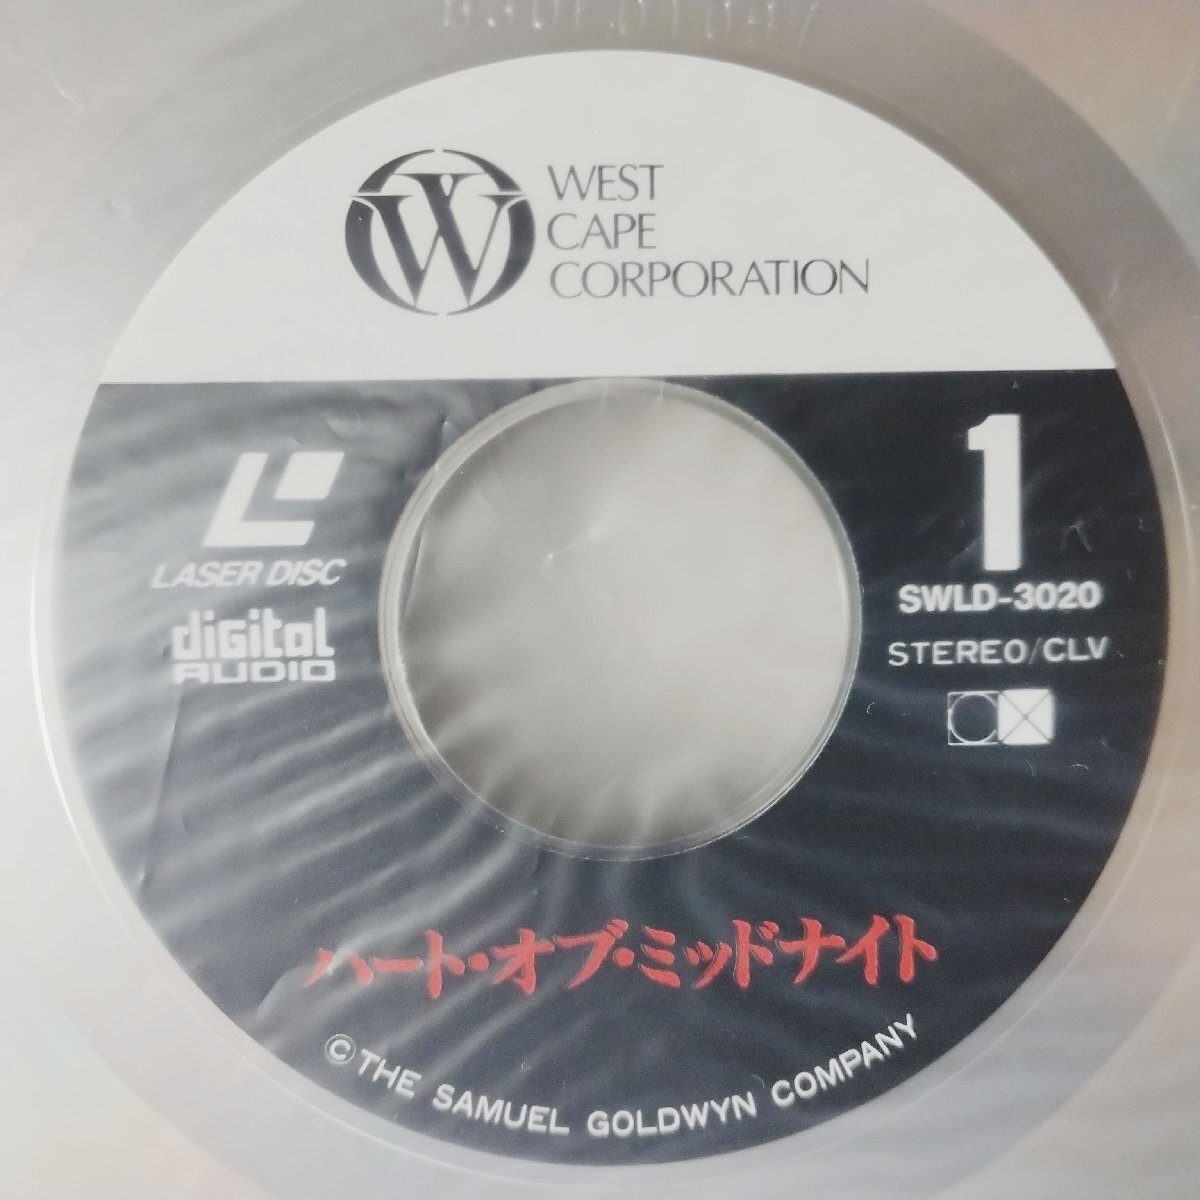 WEST
CAPE
CORPORATION
1
LASER DISC
digital
AUDIO
SWLD-3020
STEREO/CLV
ハート・オブ・ミッドナイト
©THE SAMUEL GOLDWYN COMPANY